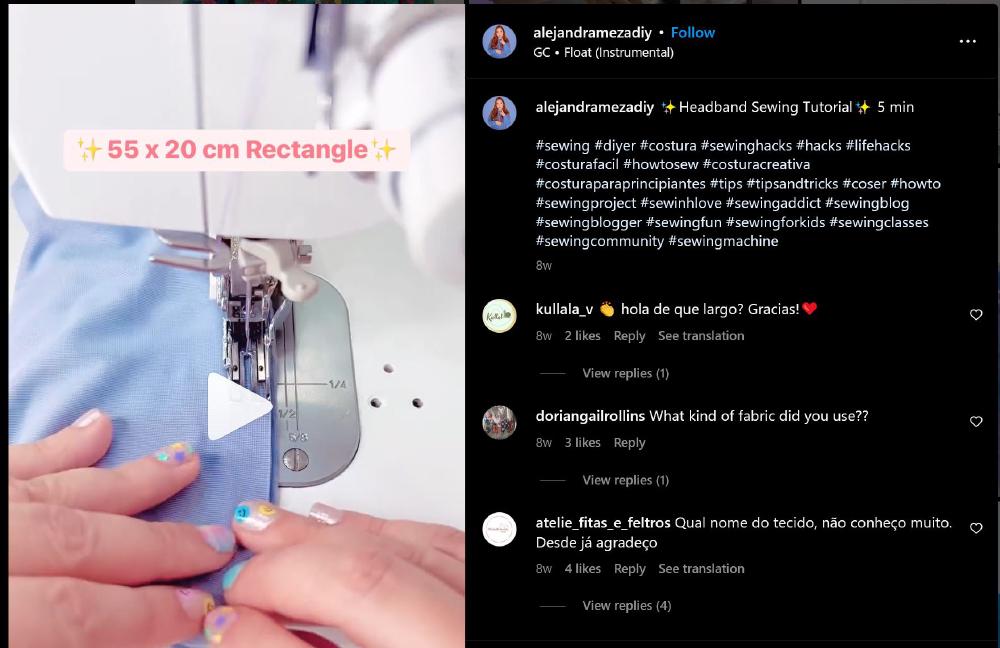 ✨55 x 20 cm Rectangle✨
1/4
1/2
5/8
alejandramezadiy • Follow
GC • Float (Instrumental)
alejandramezadiy ✨Headband Sewing Tutorial✨ 5 min
#sewing #diyer #costura #sewinghacks #hacks #lifehacks
#costurafacil #howtosew #costuracreativa
#costuraparaprincipiantes #tips #tipsandtricks #coser #howto
#sewingproject #sewinhlove #sewingaddict #sewingblog
#sewingblogger #sewingfun #sewingforkids #sewingclasses
#sewingcommunity #sewingmachine
8w
kullala_v 👏 hola de que largo? Gracias!❤️
8w 2 likes Reply See translation
View replies (1)
doriangailrollins What kind of fabric did you use??
8w 3 likes Reply
View replies (1)
atelie_fitas_e_feltros Qual nome do tecido, não conheço muito.
Desde já agradeço
8w 4 likes Reply See translation
View replies (4)